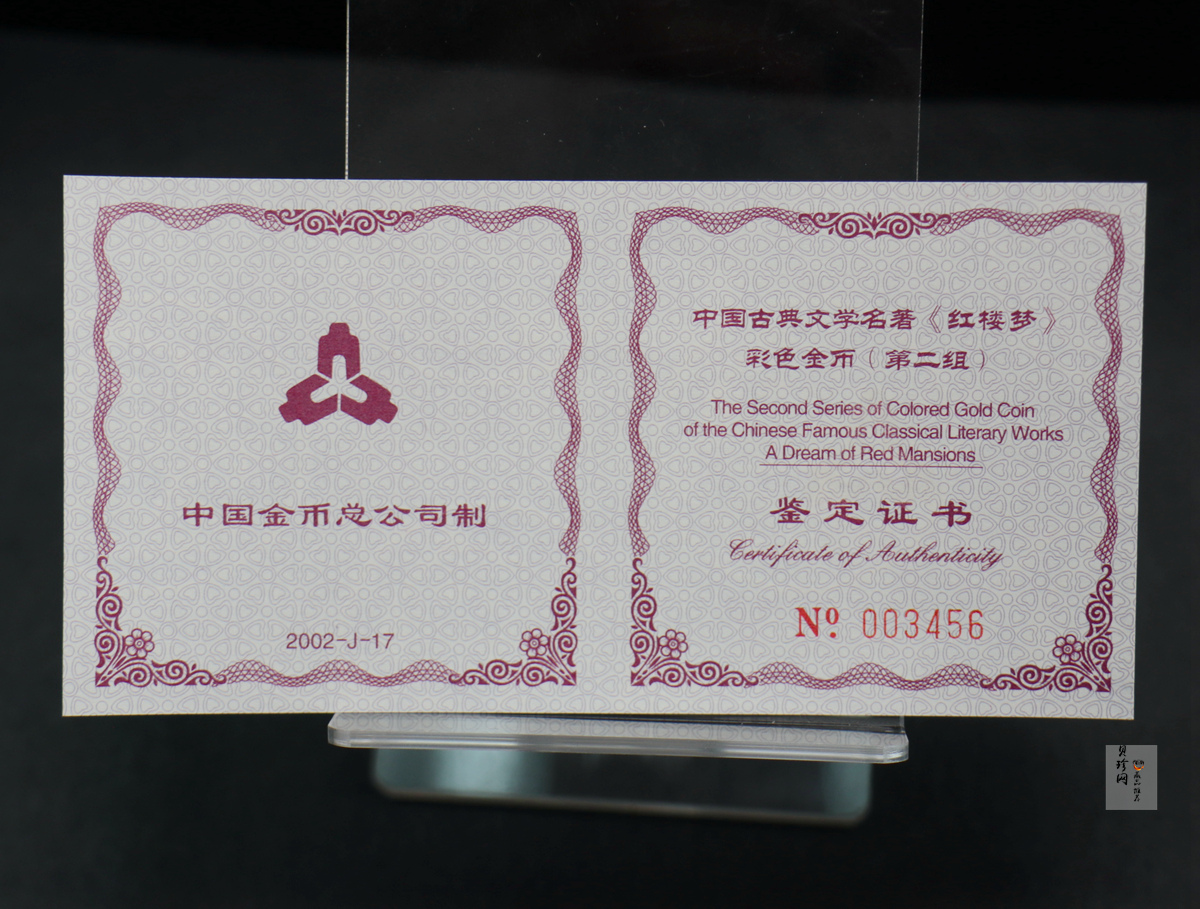 中国金币总公司制
2002-J-17
中国古典文学名著《红楼梦》
彩色金币（第二组）
The Second Series of Colored Gold Coin
of the Chinese Famous Classical Literary Works
A Dream of Red Mansions
鉴定证书
Certificate of Authenticity
Nº 003456